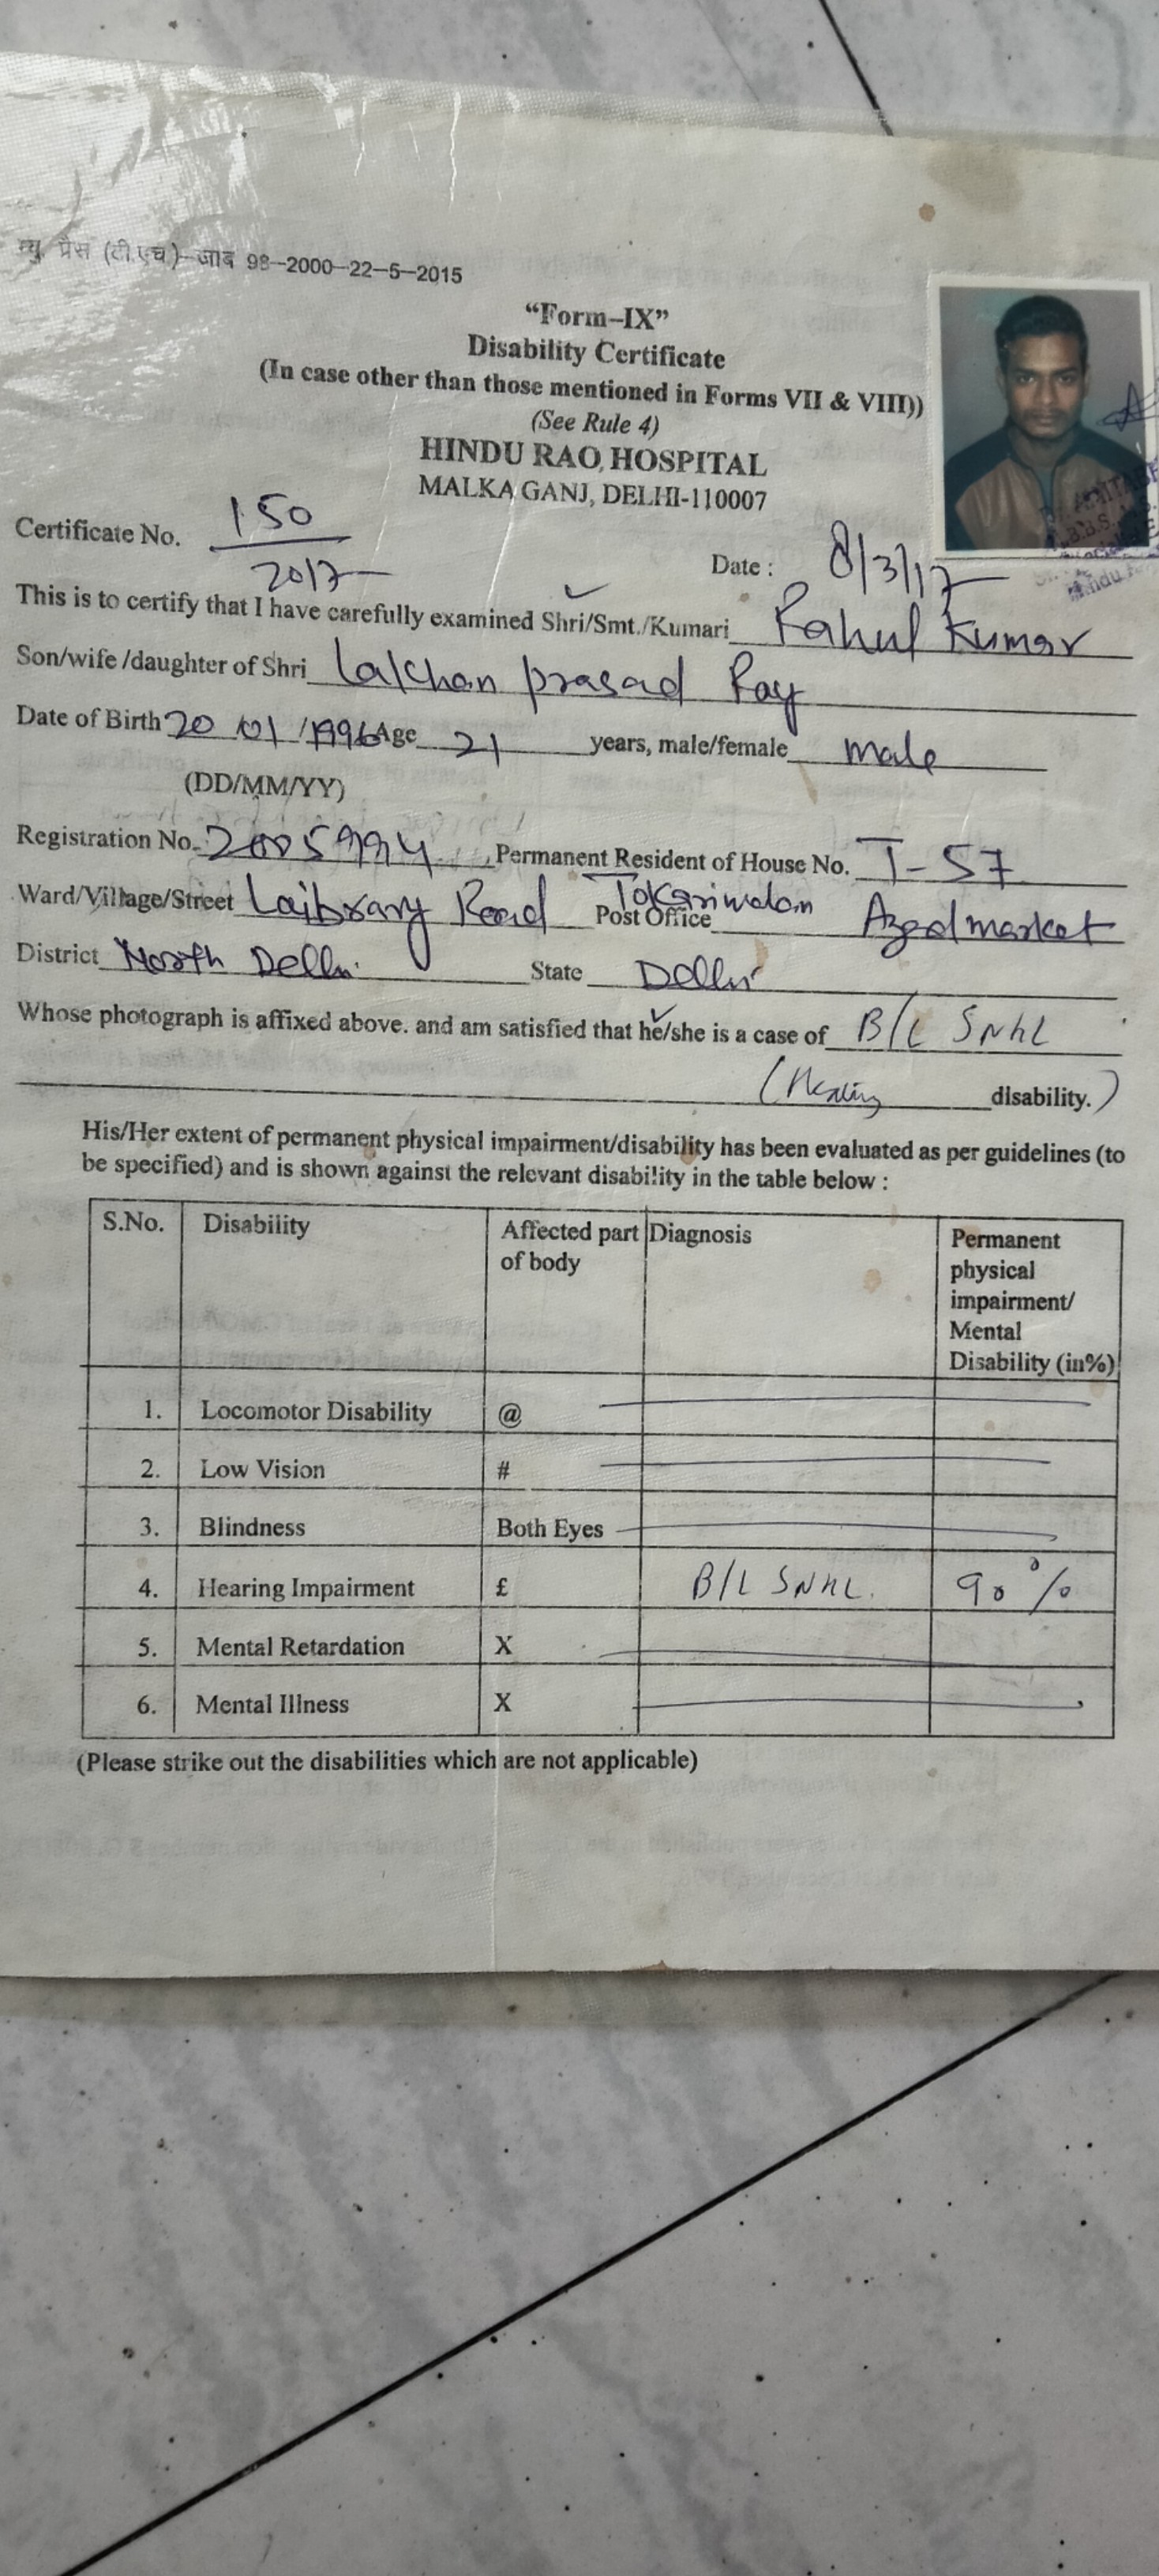 न्यु. प्रैस (टी.एच.)–जाब 98–2000–22–5–2015
“Form–IX”
Disability Certificate
(In case other than those mentioned in Forms VII & VIII))
(See Rule 4)
HINDU RAO HOSPITAL
MALKA GANJ, DELHI-110007
Certificate No. 150/2017
Date : 8/3/17
This is to certify that I have carefully examined Shri/Smt./Kumari Rahul Kumar
Son/wife /daughter of Shri Lakhan prasad Ray
Date of Birth 20 01 /1996 Age 21 years, male/female male
(DD/MM/YY)
Registration No. 2005994 Permanent Resident of House No. T-57
Ward/Village/Street Laibrary Road Tokariwalan Post Office Azad market
District North Delhi State Delhi
Whose photograph is affixed above. and am satisfied that he/she is a case of B/L SNHL
(Hearing disability.)
His/Her extent of permanent physical impairment/disability has been evaluated as per guidelines (to
be specified) and is shown against the relevant disability in the table below :
S.No. Disability Affected part of body Diagnosis Permanent physical impairment/ Mental Disability (in%)
1. Locomotor Disability @
2. Low Vision #
3. Blindness Both Eyes
4. Hearing Impairment £ B/L SNHL. 90%
5. Mental Retardation X
6. Mental Illness X
(Please strike out the disabilities which are not applicable)